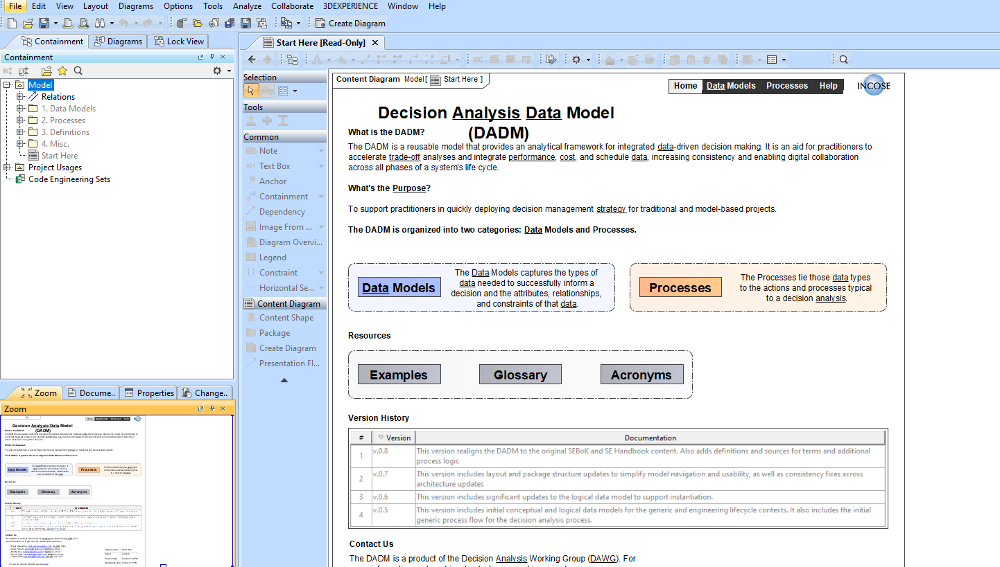 File Edit View Layout Diagrams Options Tools Analyze Collaborate 3DEXPERIENCE Window Help
Create Diagram
Containment Diagrams Lock View
Containment
Model
Relations
1. Data Models
2. Processes
3. Definitions
4. Misc.
Start Here
Project Usages
Code Engineering Sets
Zoom Docume.. Properties Change..
Zoom
Start Here [Read-Only]
Selection
Tools
Common
Note
Text Box
Anchor
Containment
Dependency
Image From ...
Diagram Overvi...
Legend
Constraint
Horizontal Se...
Content Diagram
Content Shape
Package
Create Diagram
Presentation Fl...
Content Diagram Model[ Start Here ]
Home Data Models Processes Help
INCOSE
Decision Analysis Data Model
(DADM)
What is the DADM?
The DADM is a reusable model that provides an analytical framework for integrated data-driven decision making. It is an aid for practitioners to
accelerate trade-off analyses and integrate performance, cost, and schedule data, increasing consistency and enabling digital collaboration
across all phases of a system's life cycle.
What's the Purpose?
To support practitioners in quickly deploying decision management strategy for traditional and model-based projects.
The DADM is organized into two categories: Data Models and Processes.
Data Models
The Data Models captures the types of
data needed to successfully inform a
decision and the attributes, relationships,
and constraints of that data.
Processes
The Processes tie those data types
to the actions and processes typical
to a decision analysis.
Resources
Examples Glossary Acronyms
Version History
# Version Documentation
1 v.0.8 This version realigns the DADM to the original SEBoK and SE Handbook content. Also adds definitions and sources for terms and additional
process logic
2 v.0.7 This version includes layout and package structure updates to simplify model navigation and usability, as well as consistency fixes across
architecture updates
3 v.0.6 This version includes significant updates to the logical data model to support instantiation.
4 v.0.5 This version includes initial conceptual and logical data models for the generic and engineering lifecycle contexts. It also includes the initial
generic process flow for the decision analysis process.
Contact Us
The DADM is a product of the Decision Analysis Working Group (DAWG). For